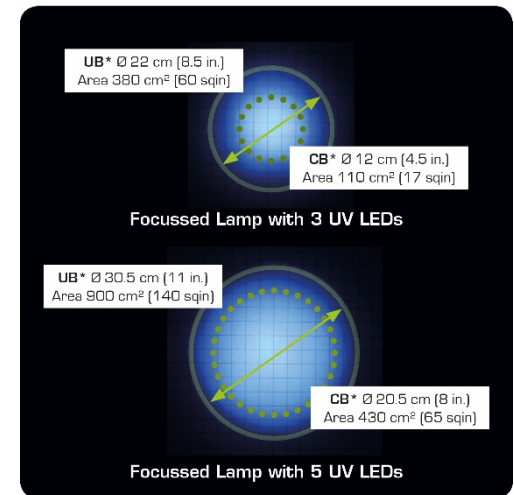 UB* Ø 22 cm (8.5 in.)
Area 380 cm² (60 sqin)
CB* Ø 12 cm (4.5 in.)
Area 110 cm² (17 sqin)
Focussed Lamp with 3 UV LEDs
UB* Ø 30.5 cm (11 in.)
Area 900 cm² (140 sqin)
CB* Ø 20.5 cm (8 in.)
Area 430 cm² (65 sqin)
Focussed Lamp with 5 UV LEDs